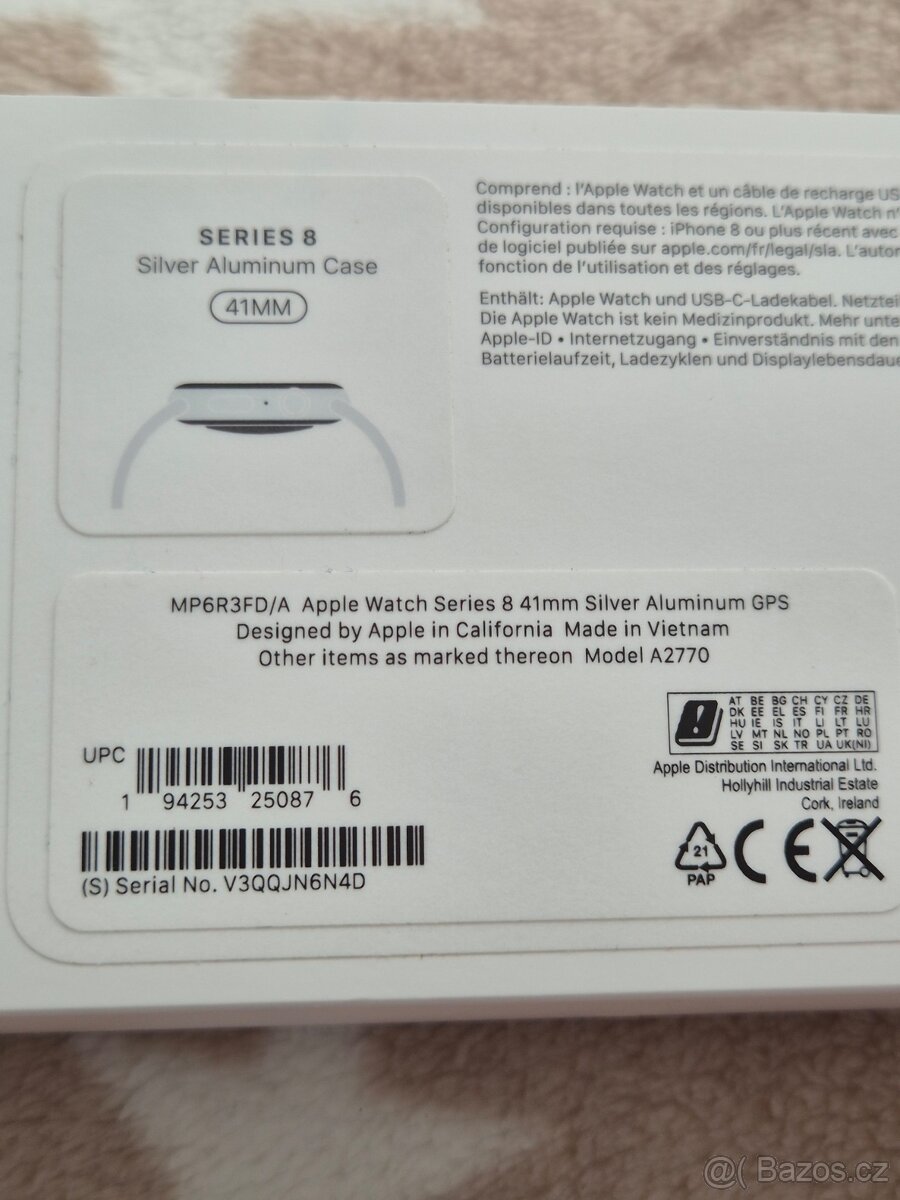 SERIES 8
Silver Aluminum Case
41MM
Comprend : l'Apple Watch et un câble de recharge US
disponibles dans toutes les régions. L'Apple Watch n'
Configuration requise : iPhone 8 ou plus récent avec
de logiciel publiée sur apple.com/fr/legal/sla. L'autor
fonction de l'utilisation et des réglages.
Enthält: Apple Watch und USB-C-Ladekabel. Netztei
Die Apple Watch ist kein Medizinprodukt. Mehr unte
Apple-ID • Internetzugang • Einverständnis mit den
Batterielaufzeit, Ladezyklen und Displaylebensdaue
MP6R3FD/A Apple Watch Series 8 41mm Silver Aluminum GPS
Designed by Apple in California Made in Vietnam
Other items as marked thereon Model A2770
AT BE BG CH CY CZ DE
DK EE EL ES FI FR HR
HU IE IS IT LI LT LU
LV MT NL NO PL PT RO
SE SI SK TR UA UK(NI)
Apple Distribution International Ltd.
Hollyhill Industrial Estate
Cork, Ireland
UPC
1 94253 25087 6
(S) Serial No. V3QQJN6N4D
21
PAP
CE
@( Bazos.cz